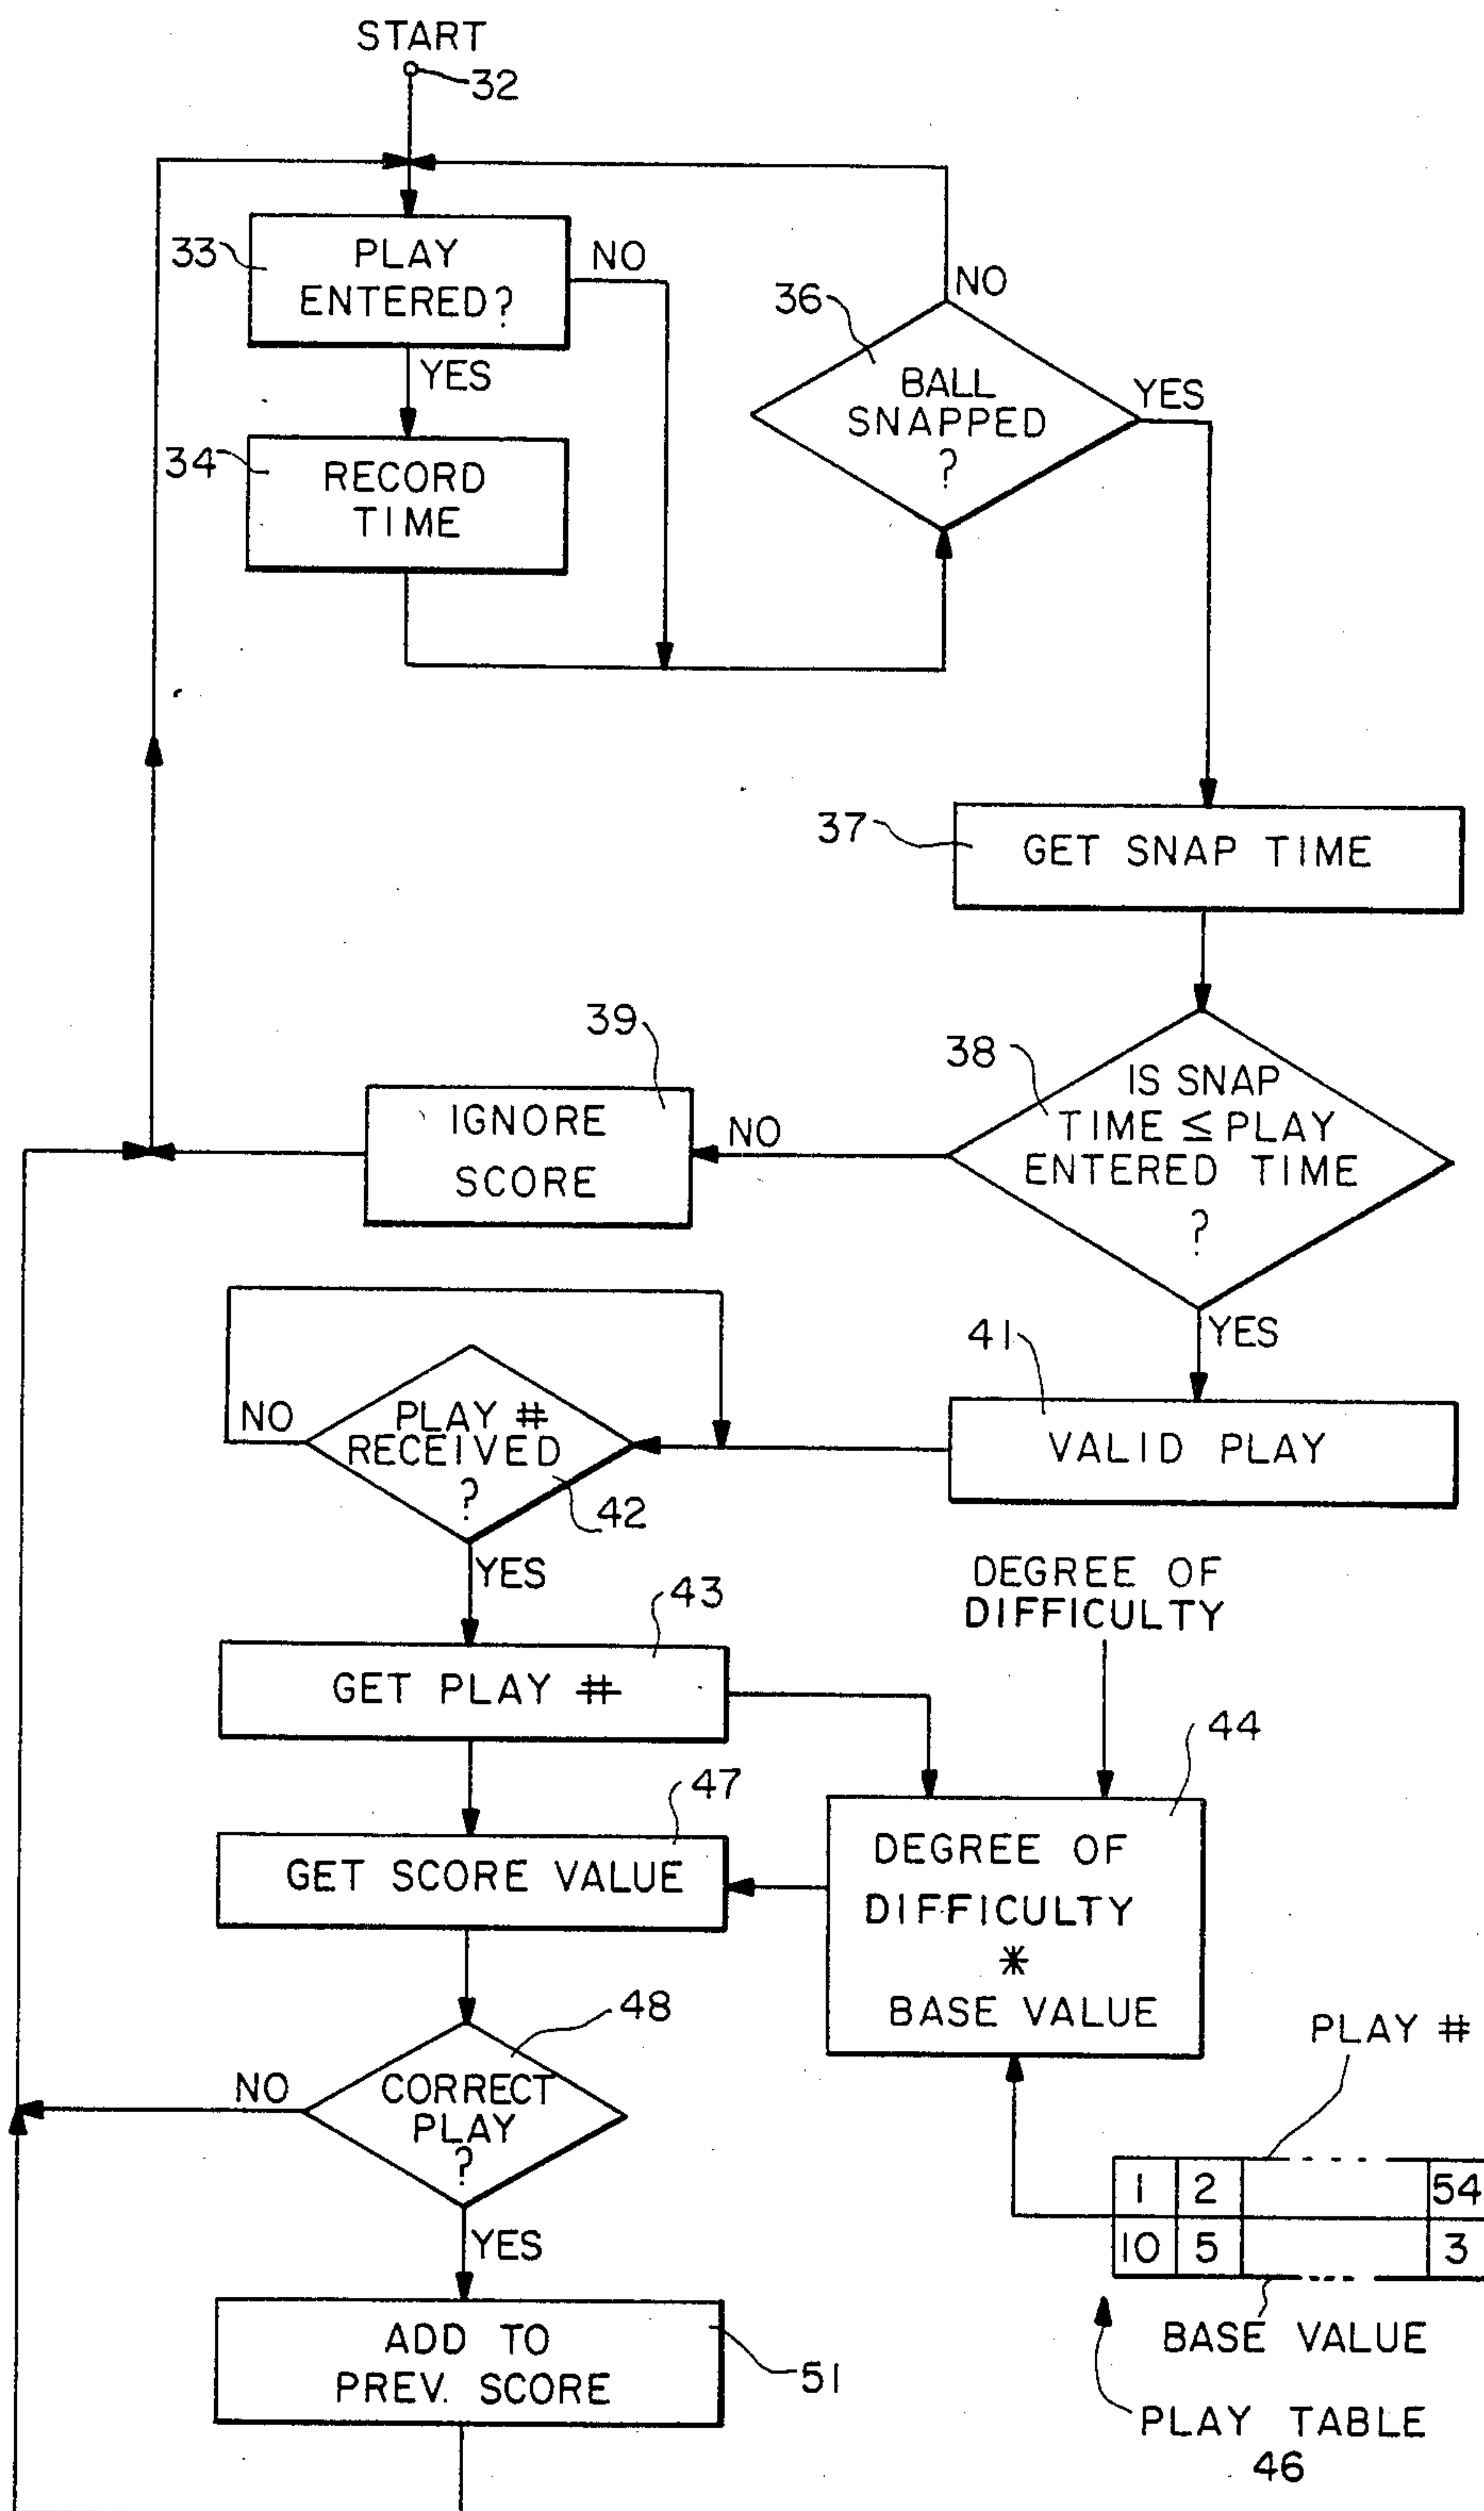 START
32
33
PLAY
ENTERED?
NO
YES
34
RECORD
TIME
36
NO
BALL
SNAPPED
?
YES
37
GET SNAP TIME
39
IGNORE
SCORE
NO
38
IS SNAP
TIME ≤ PLAY
ENTERED TIME
?
YES
41
VALID PLAY
NO
PLAY #
RECEIVED
?
42
YES
43
GET PLAY #
DEGREE OF
DIFFICULTY
44
47
GET SCORE VALUE
DEGREE OF
DIFFICULTY
*
BASE VALUE
48
NO
CORRECT
PLAY
?
YES
PLAY #
1 2 54
10 5 3
BASE VALUE
PLAY TABLE
46
ADD TO
PREV. SCORE
51